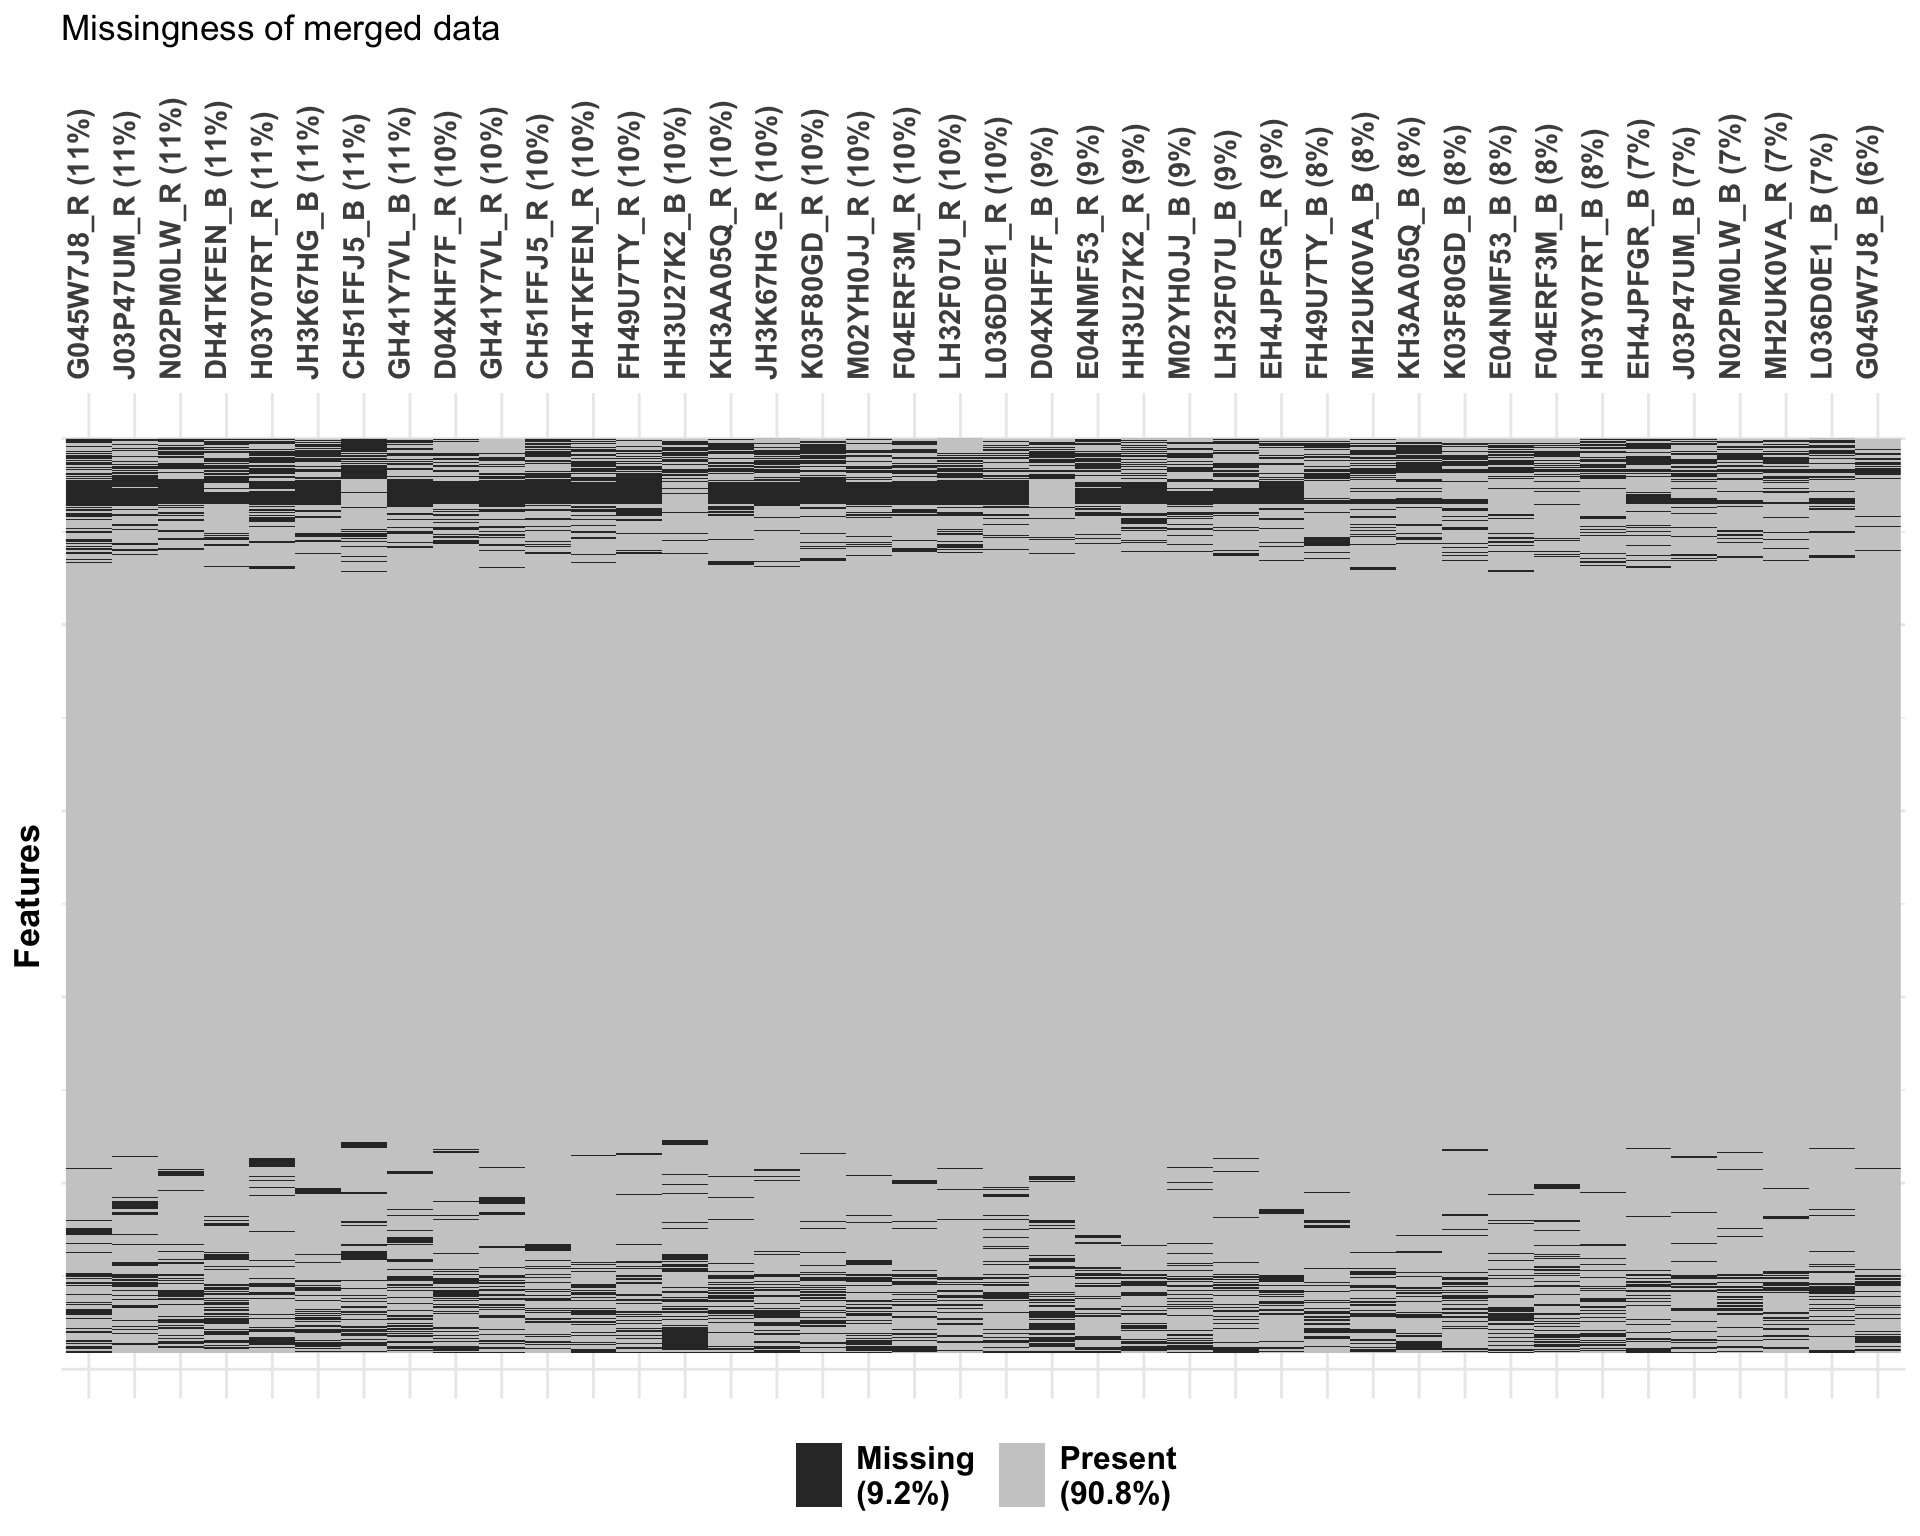 Missingness of merged data
G045W7J8_R (11%)
J03P47UM_R (11%)
N02PM0LW_R (11%)
DH4TKFEN_B (11%)
H03Y07RT_R (11%)
JH3K67HG_B (11%)
CH51FFJ5_B (11%)
GH41Y7VL_B (11%)
D04XHF7F_R (10%)
GH41Y7VL_R (10%)
CH51FFJ5_R (10%)
DH4TKFEN_R (10%)
FH49U7TY_R (10%)
HH3U27K2_B (10%)
KH3AA05Q_R (10%)
JH3K67HG_R (10%)
K03F80GD_R (10%)
M02YH0JJ_R (10%)
F04ERF3M_R (10%)
LH32F07U_R (10%)
L036D0E1_R (10%)
D04XHF7F_B (9%)
E04NMF53_R (9%)
HH3U27K2_R (9%)
M02YH0JJ_B (9%)
LH32F07U_B (9%)
EH4JPFGR_R (9%)
FH49U7TY_B (8%)
MH2UK0VA_B (8%)
KH3AA05Q_B (8%)
K03F80GD_B (8%)
E04NMF53_B (8%)
F04ERF3M_B (8%)
H03Y07RT_B (8%)
EH4JPFGR_B (7%)
J03P47UM_B (7%)
N02PM0LW_B (7%)
MH2UK0VA_R (7%)
L036D0E1_B (7%)
G045W7J8_B (6%)
Features
Missing
(9.2%)
Present
(90.8%)